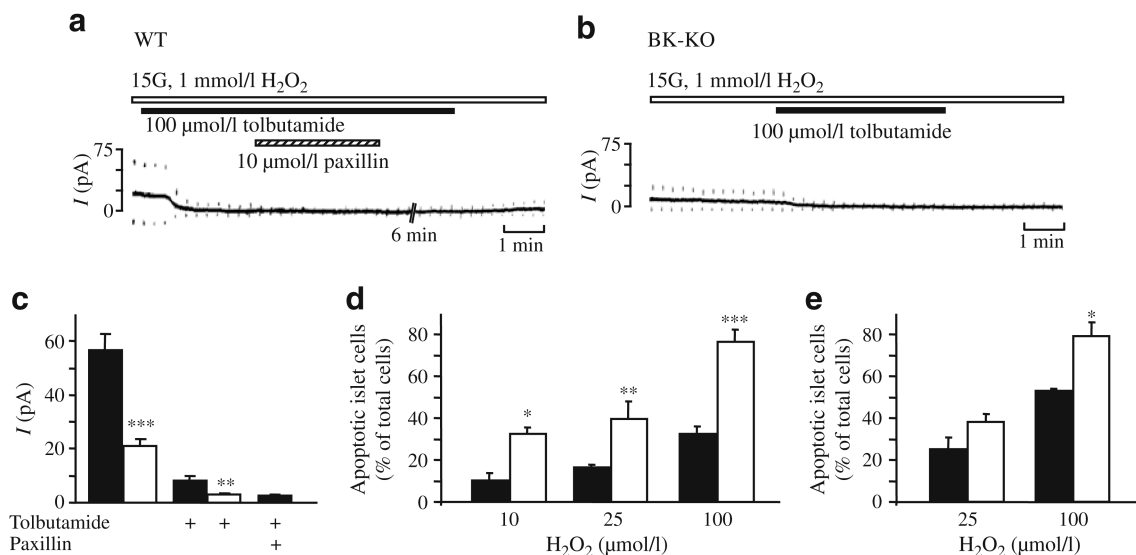 a
WT
15G, 1 mmol/l H₂O₂
100 µmol/l tolbutamide
10 µmol/l paxillin
75
0
I (pA)
6 min
1 min
b
BK-KO
15G, 1 mmol/l H₂O₂
100 µmol/l tolbutamide
75
0
I (pA)
1 min
c
60
40
20
0
I (pA)
***
**
Tolbutamide + + +
Paxillin +
d
Apoptotic islet cells
(% of total cells)
80
60
40
20
0
*
**
***
10 25 100
H₂O₂ (µmol/l)
e
Apoptotic islet cells
(% of total cells)
80
60
40
20
0
*
25 100
H₂O₂ (µmol/l)